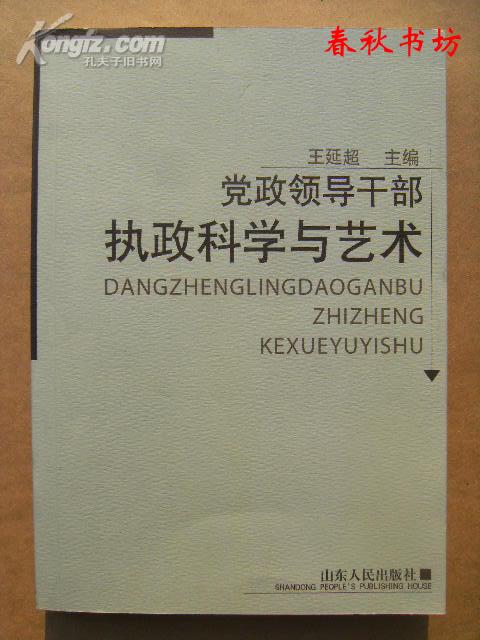 Kongfz.com
孔夫子旧书网
春秋书坊
王延超 主编
党政领导干部
执政科学与艺术
DANGZHENGLINGDAOGANBU
ZHIZHENG
KEXUEYUYISHU
山东人民出版社
SHANDONG PEOPLE'S PUBLISHING HOUSE